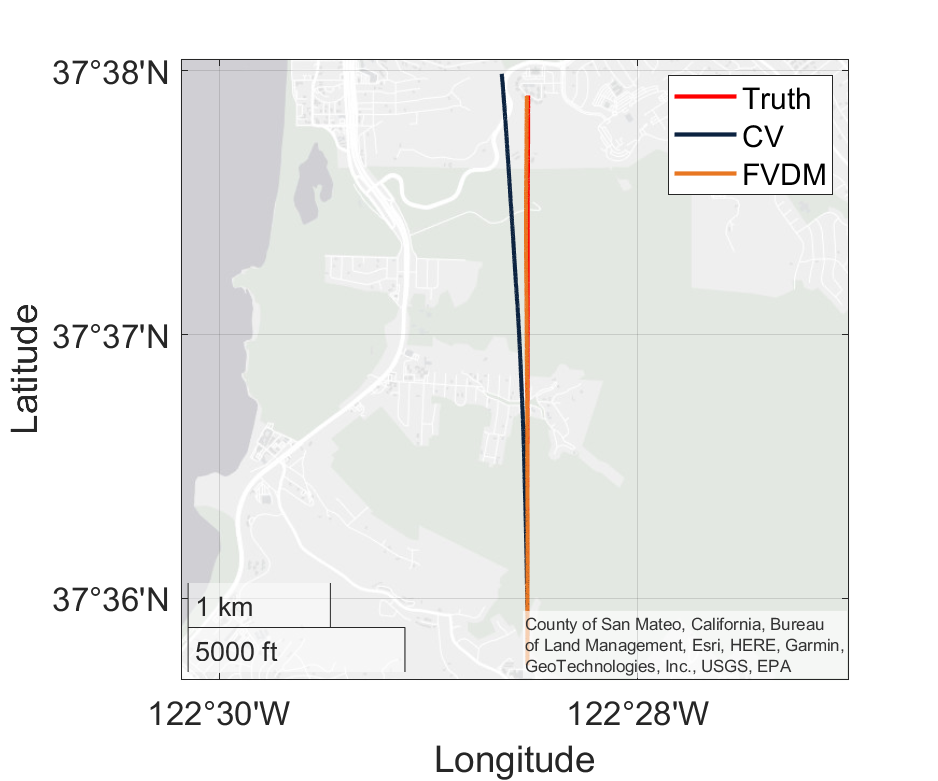 37°38'N
Truth
CV
FVDM
37°37'N
Latitude
37°36'N
1 km
5000 ft
County of San Mateo, California, Bureau
of Land Management, Esri, HERE, Garmin,
GeoTechnologies, Inc., USGS, EPA
122°30'W
122°28'W
Longitude